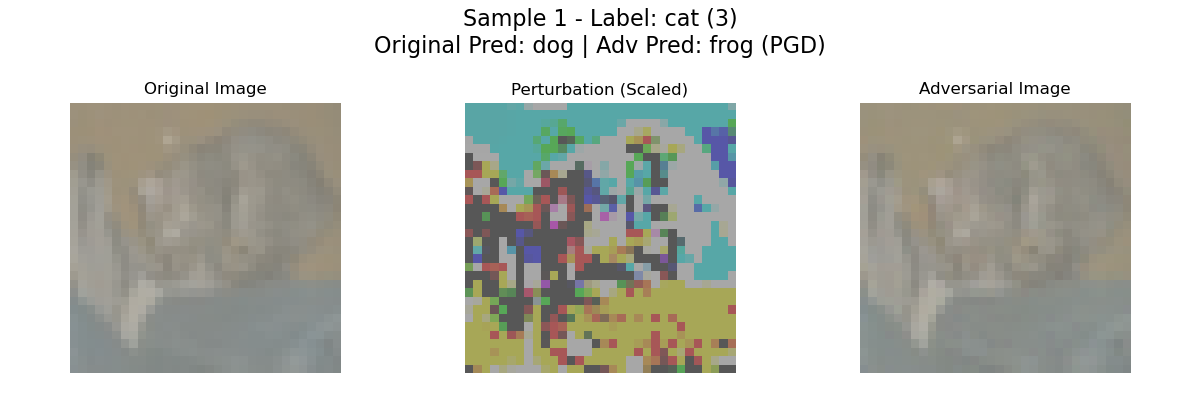 Sample 1 - Label: cat (3)
Original Pred: dog | Adv Pred: frog (PGD)
Original Image
Perturbation (Scaled)
Adversarial Image